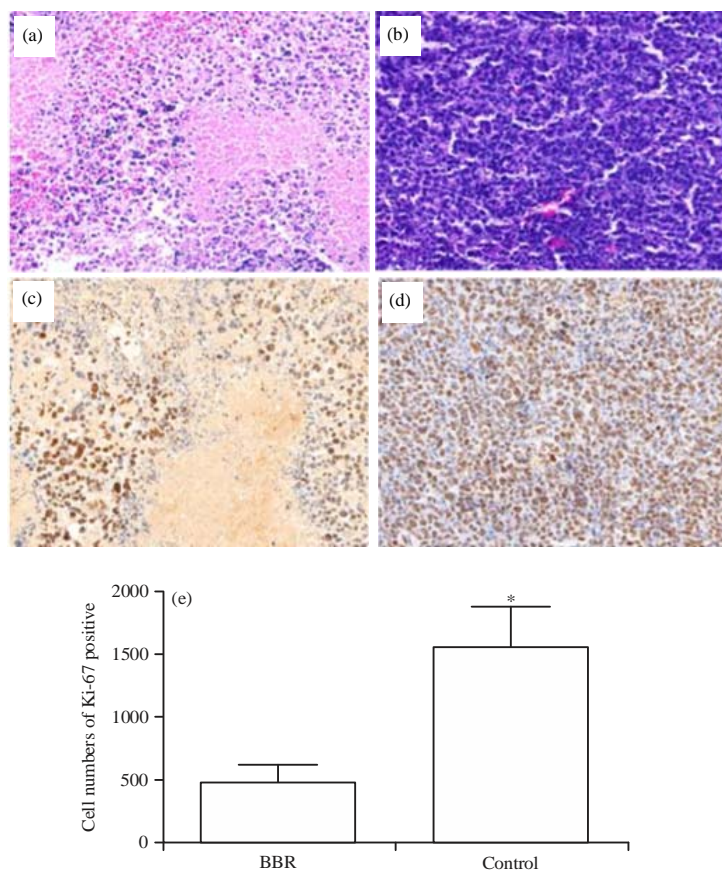 (a)
(b)
(c)
(d)
(e)
Cell numbers of Ki-67 positive
2000
1500
1000
500
0
*
BBR
Control